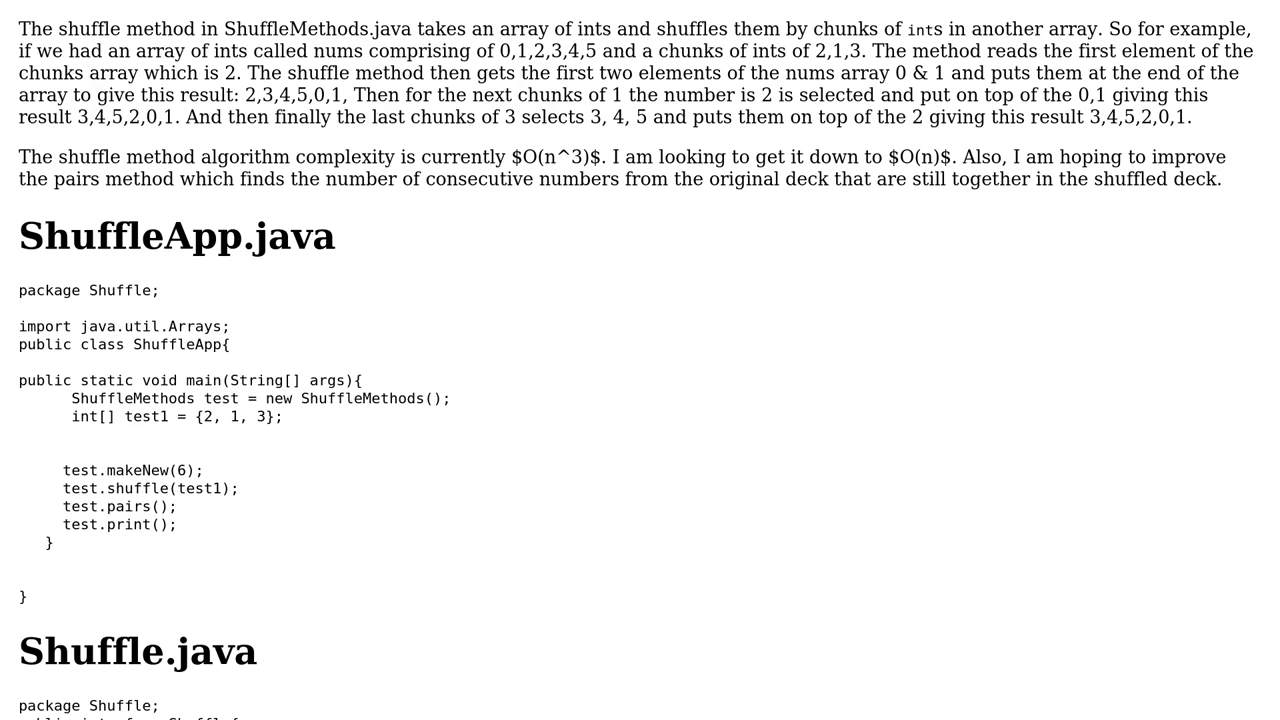 The shuffle method in ShuffleMethods.java takes an array of ints and shuffles them by chunks of ints in another array. So for example,
if we had an array of ints called nums comprising of 0,1,2,3,4,5 and a chunks of ints of 2,1,3. The method reads the first element of the
chunks array which is 2. The shuffle method then gets the first two elements of the nums array 0 & 1 and puts them at the end of the
array to give this result: 2,3,4,5,0,1, Then for the next chunks of 1 the number is 2 is selected and put on top of the 0,1 giving this
result 3,4,5,2,0,1. And then finally the last chunks of 3 selects 3, 4, 5 and puts them on top of the 2 giving this result 3,4,5,2,0,1.
The shuffle method algorithm complexity is currently $O(n^3)$. I am looking to get it down to $O(n)$. Also, I am hoping to improve
the pairs method which finds the number of consecutive numbers from the original deck that are still together in the shuffled deck.
ShuffleApp.java
package Shuffle;
import java.util.Arrays;
public class ShuffleApp{
public static void main(String[] args){
ShuffleMethods test = new ShuffleMethods();
int[] test1 = {2, 1, 3};
test.makeNew(6);
test.shuffle(test1);
test.pairs();
test.print();
}
}
Shuffle.java
package Shuffle;